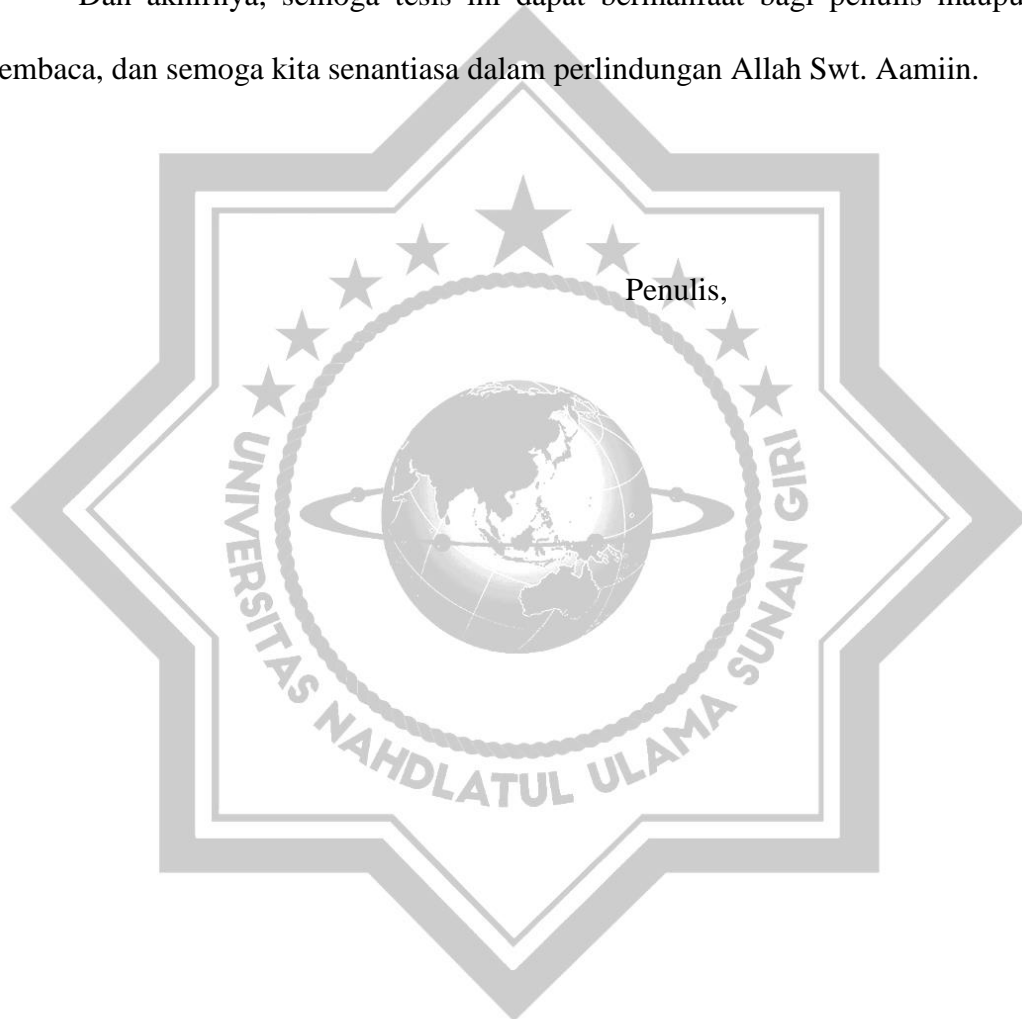 Dan akhirnya, semoga tesis ini dapat bermanfaat bagi penulis maupu
embaca, dan semoga kita senantiasa dalam perlindungan Allah Swt. Aamiin.
Penulis,
UNIVERSITAS NAHDLATUL ULAMA SUNAN GIRI